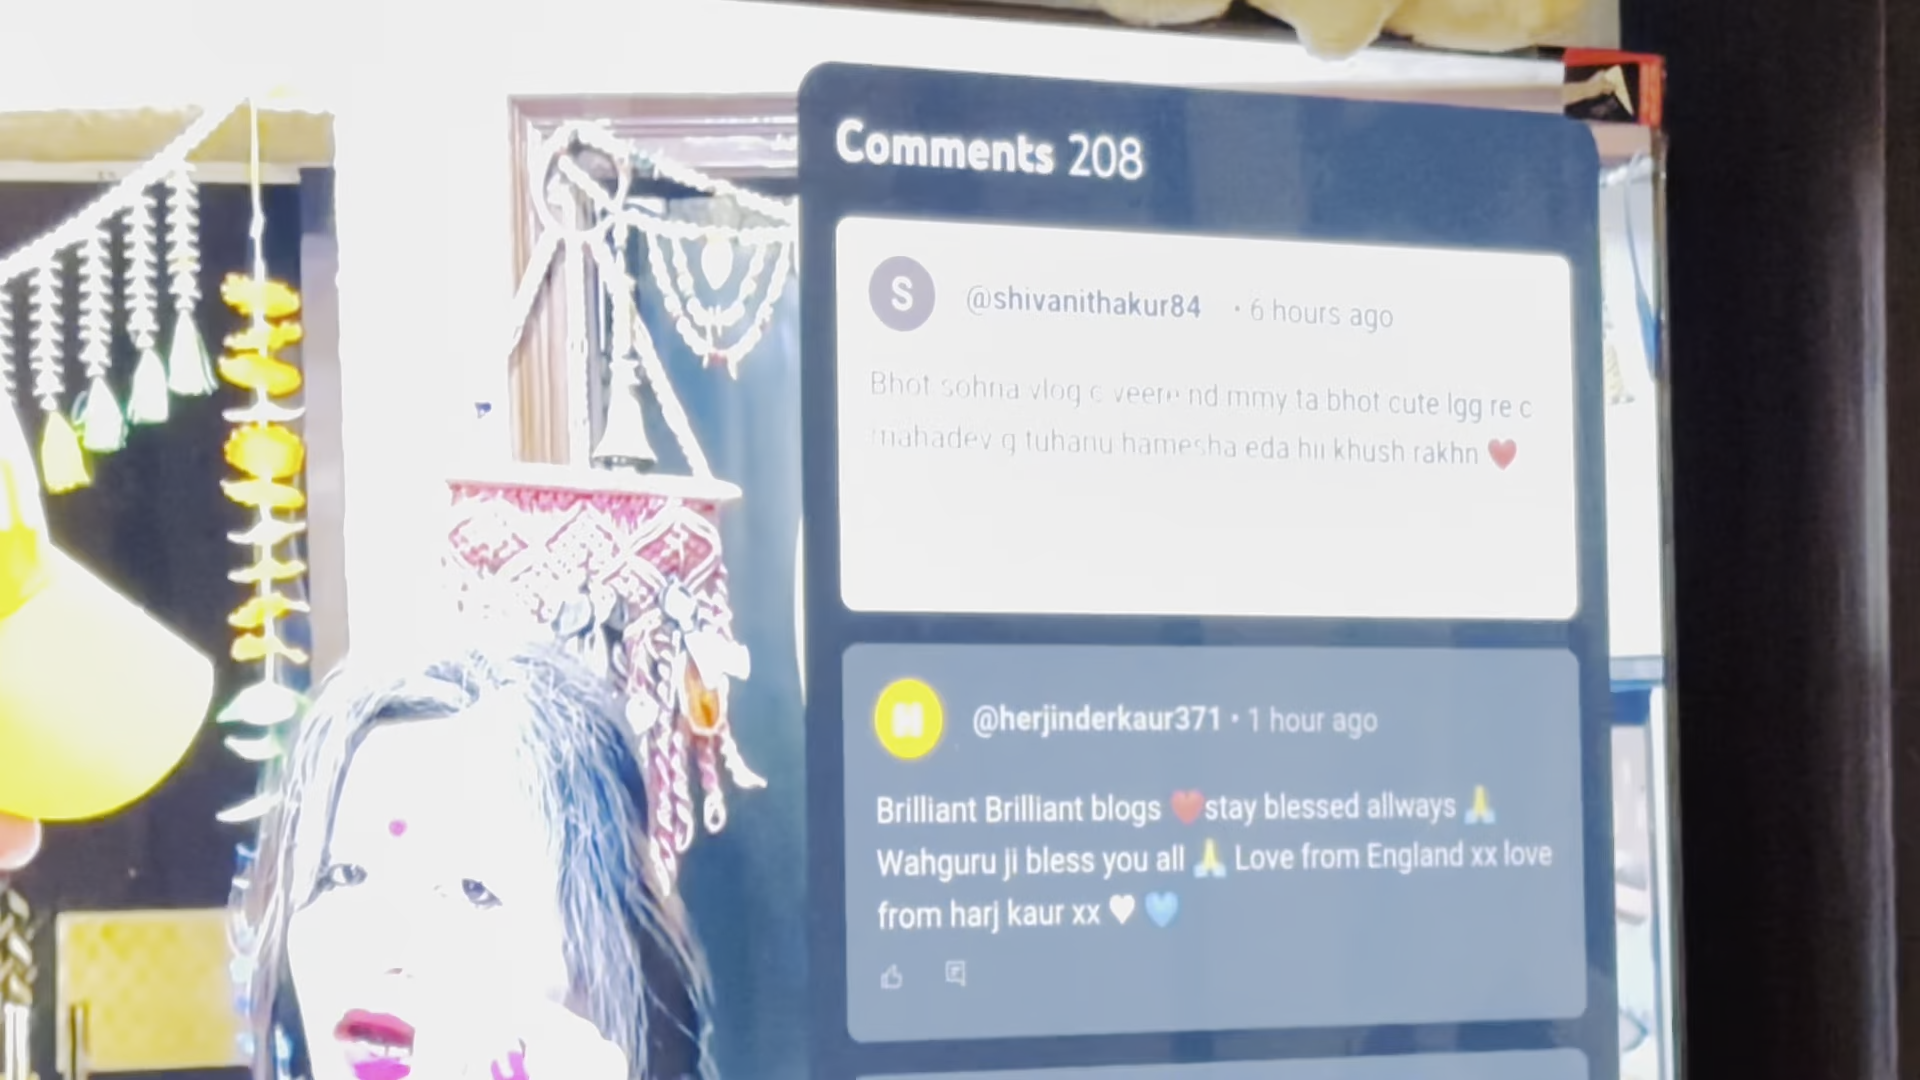 Comments 208
S
@shivanithakur84 • 6 hours ago
Bhot sohna vlog c veere nd mmy ta bhot cute lgg re c
mahadev g tuhanu hamesha eda hii khush rakhn ❤️
@herjinderkaur371 • 1 hour ago
Brilliant Brilliant blogs ❤️stay blessed allways 🙏
Wahguru ji bless you all 🙏 Love from England xx love
from harj kaur xx 🤍 💙